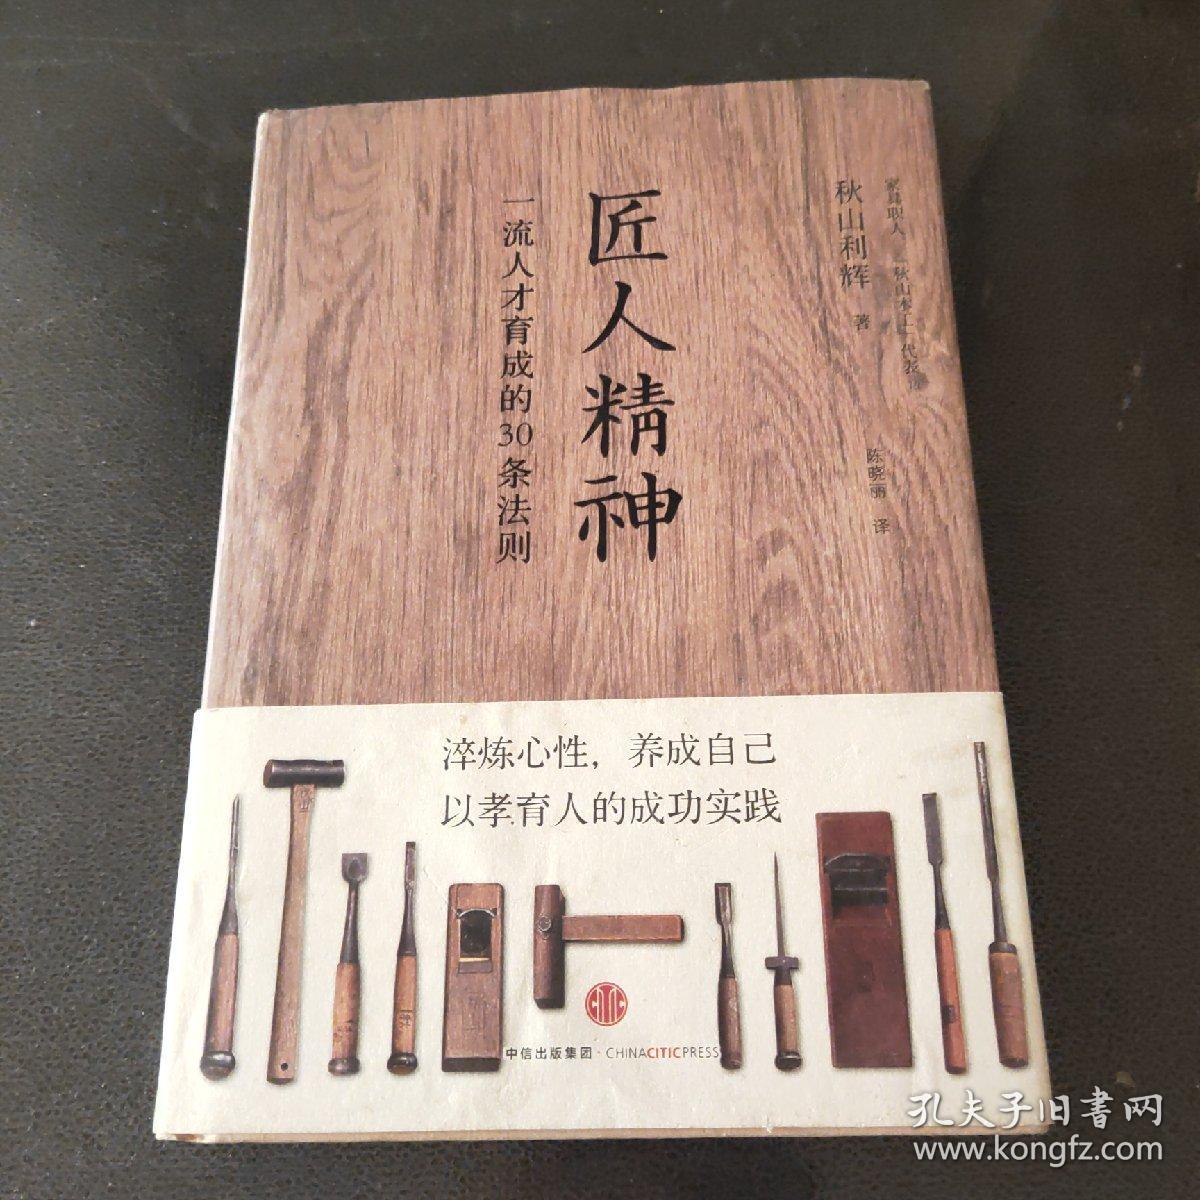 家具职人、「秋山木工」代表
秋山利辉 著
陈晓丽 译
匠人精神
一流人才育成的30条法则
淬炼心性，养成自己
以孝育人的成功实践
中信出版集团·CHINACITICPRESS
孔夫子旧书网
www.kongfz.com